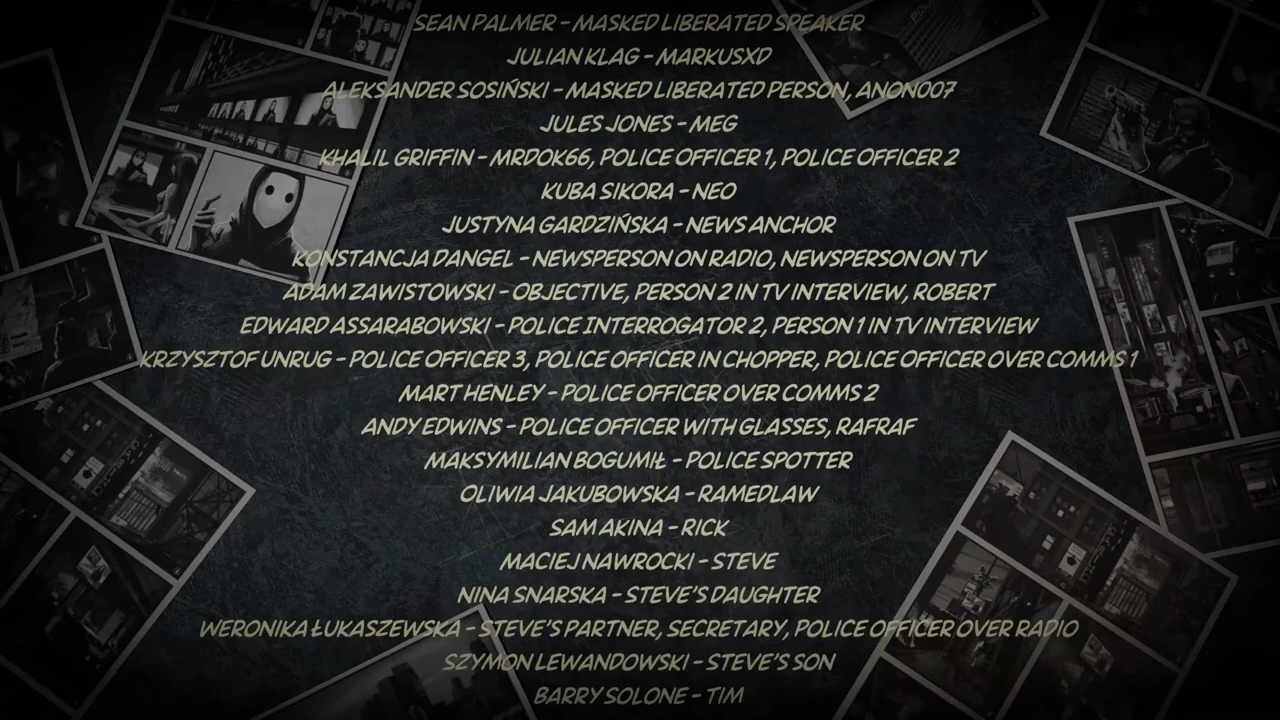 SEAN PALMER - MASKED LIBERATED SPEAKER
JULIAN KLAG - MARKUSXD
ALEKSANDER SOSIŃSKI - MASKED LIBERATED PERSON, ANON007
JULES JONES - MEG
KHALIL GRIFFIN - MRDOK66, POLICE OFFICER 1, POLICE OFFICER 2
KUBA SIKORA - NEO
JUSTYNA GARDZIŃSKA - NEWS ANCHOR
KONSTANCJA DANGEL - NEWSPERSON ON RADIO, NEWSPERSON ON TV
ADAM ZAWISTOWSKI - OBJECTIVE, PERSON 2 IN TV INTERVIEW, ROBERT
EDWARD ASSARABOWSKI - POLICE INTERROGATOR 2, PERSON 1 IN TV INTERVIEW
KRZYSZTOF UNRUG - POLICE OFFICER 3, POLICE OFFICER IN CHOPPER, POLICE OFFICER OVER COMMS 1
MART HENLEY - POLICE OFFICER OVER COMMS 2
ANDY EDWINS - POLICE OFFICER WITH GLASSES, RAFRAF
MAKSYMILIAN BOGUMIŁ - POLICE SPOTTER
OLIWIA JAKUBOWSKA - RAMEDLAW
SAM AKINA - RICK
MACIEJ NAWROCKI - STEVE
NINA SNARSKA - STEVE'S DAUGHTER
WERONIKA ŁUKASZEWSKA - STEVE'S PARTNER, SECRETARY, POLICE OFFICER OVER RADIO
SZYMON LEWANDOWSKI - STEVE'S SON
BARRY SOLONE - TIM